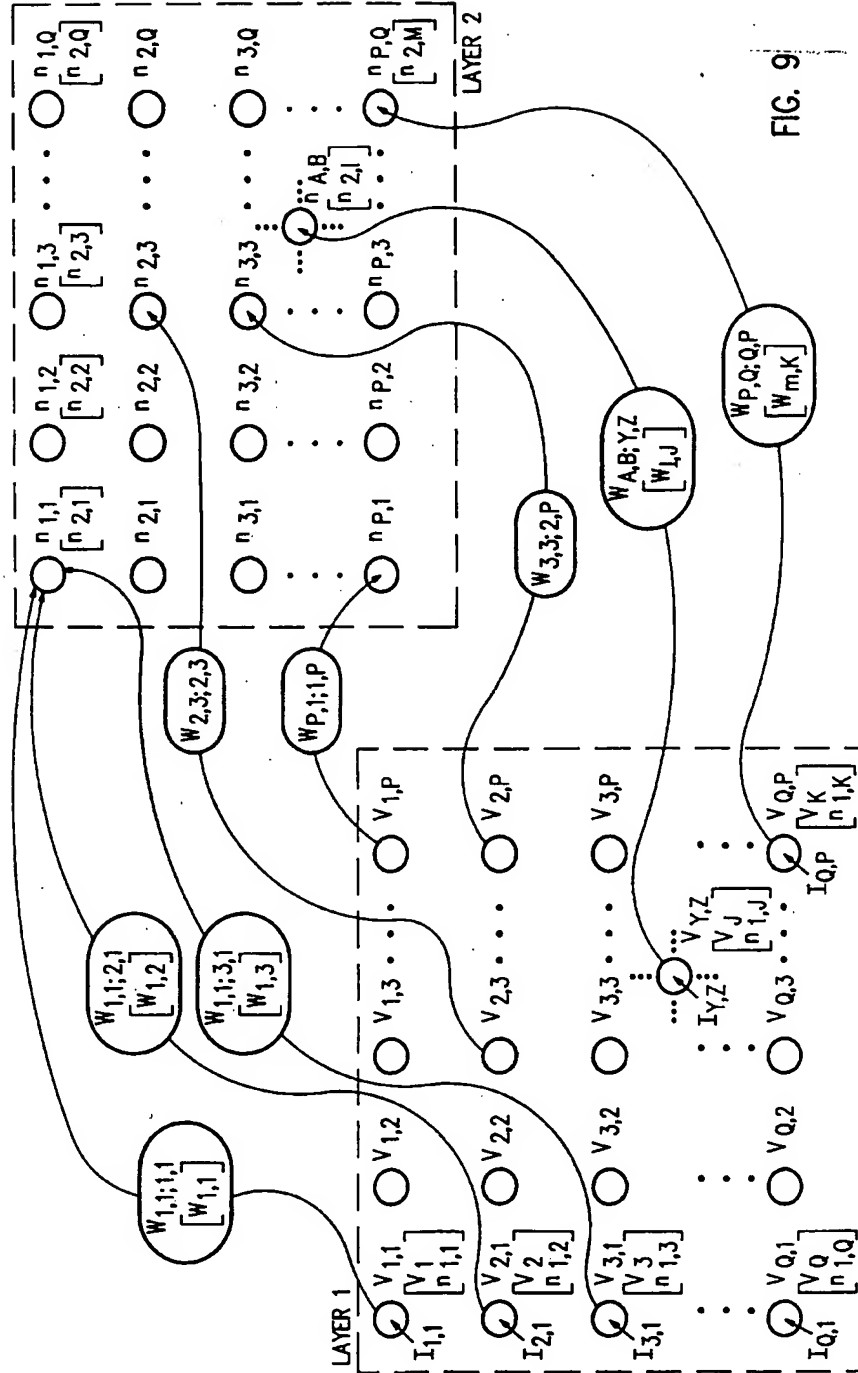 LAYER 1
V1,1
[V1
n1,1]
I1,1
V2,1
[V2
n1,2]
I2,1
V3,1
[V3
n1,3]
I3,1
VQ,1
[VQ
n1,Q]
IQ,1
V1,2
V2,2
V3,2
VQ,2
V1,3
V2,3
V3,3
VQ,3
VY,Z
[VJ
n1,J]
IY,Z
V1,P
V2,P
V3,P
VQ,P
[VK
n1,K]
IQ,P
W1,1;1,1
[W1,1]
W1,1;2,1
[W1,2]
W1,1;3,1
[W1,3]
W2,3;2,3
WP,1;1,P
W3,3;2,P
WA,B;Y,Z
[W1,J]
WP,Q;Q,P
[Wm,K]
n1,1
[n2,1]
n1,2
[n2,2]
n1,3
[n2,3]
n1,Q
[n2,Q]
n2,1
n2,2
n2,3
n2,Q
n3,1
n3,2
n3,3
n3,Q
nA,B
[n2,I]
nP,1
nP,2
nP,3
nP,Q
[n2,M]
LAYER 2
FIG. 9